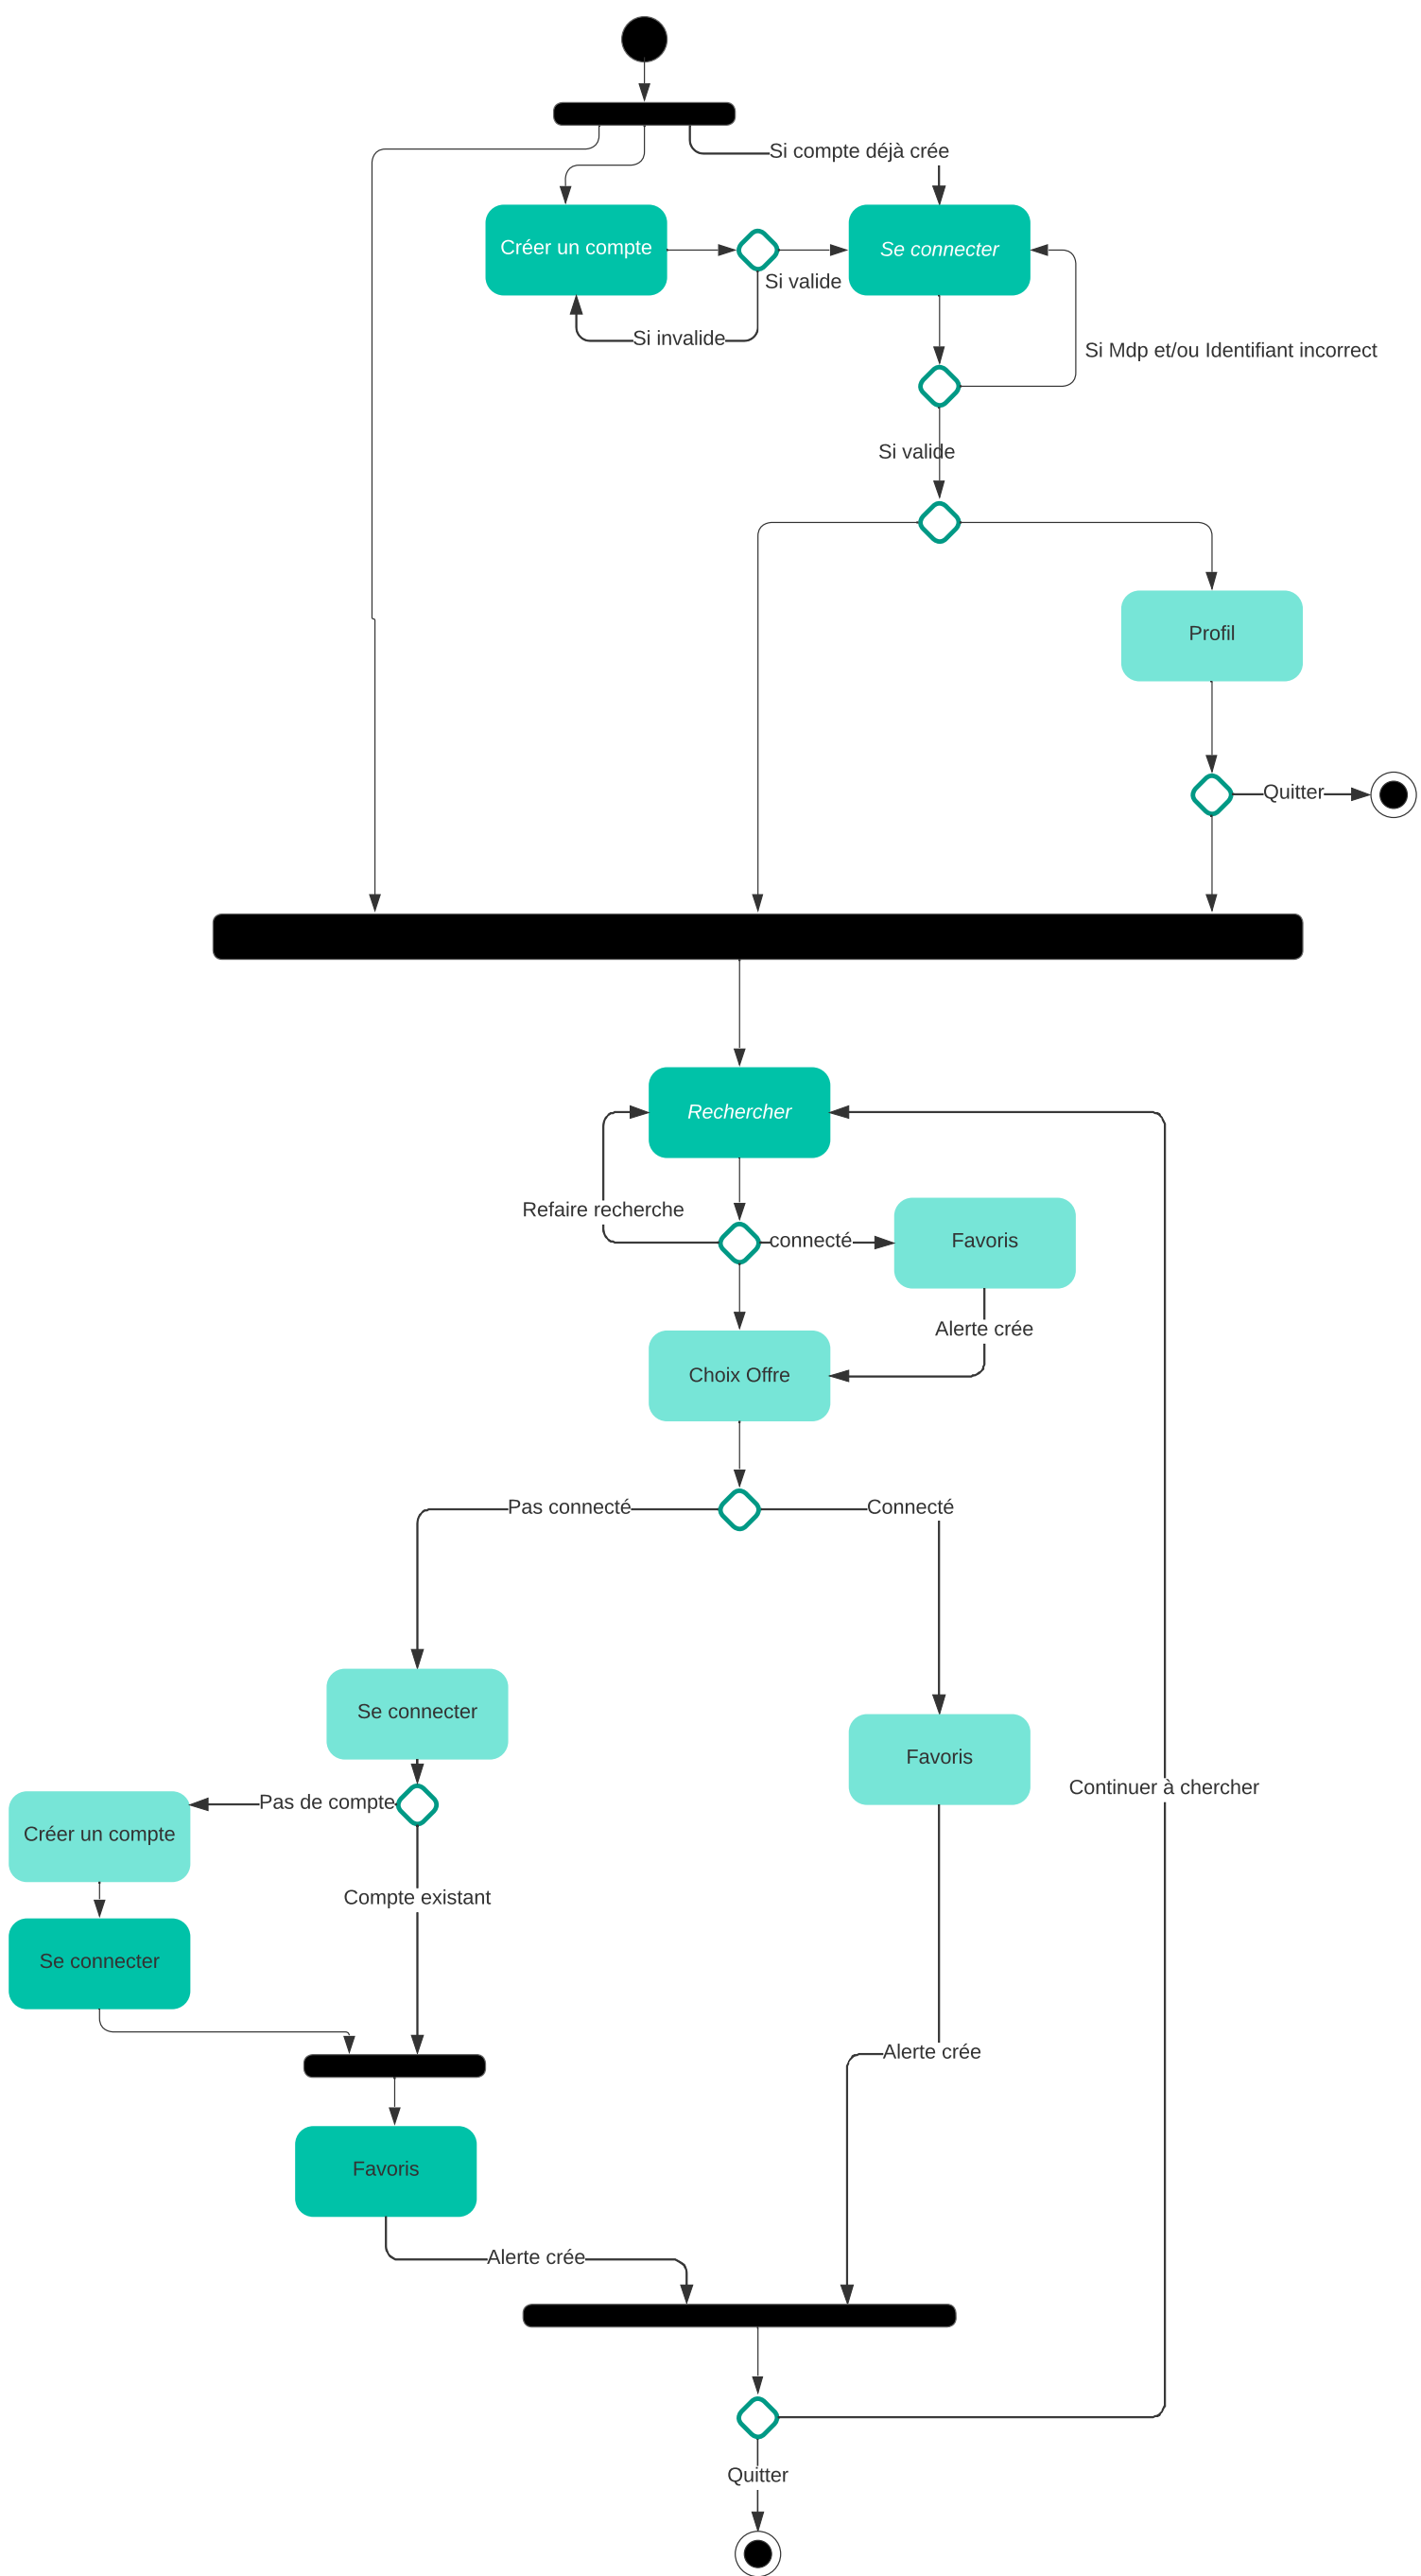 Si compte déjà crée
Créer un compte
Se connecter
Si valide
Si invalide
Si Mdp et/ou Identifiant incorrect
Si valide
Profil
Quitter
Rechercher
Refaire recherche
connecté
Favoris
Alerte crée
Choix Offre
Pas connecté
Connecté
Se connecter
Favoris
Continuer à chercher
Pas de compte
Créer un compte
Compte existant
Se connecter
Alerte crée
Favoris
Alerte crée
Quitter